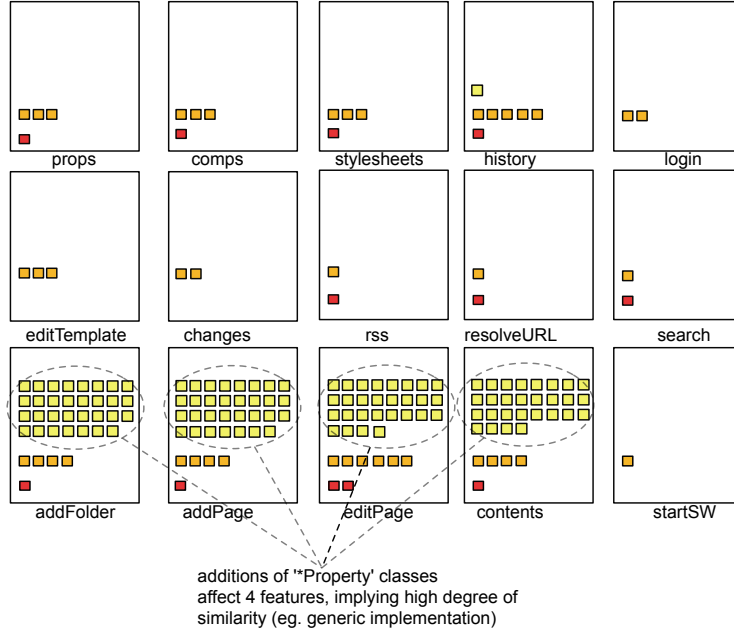 props
comps
stylesheets
history
login
editTemplate
changes
rss
resolveURL
search
addFolder
addPage
editPage
contents
startSW
additions of '*Property' classes
affect 4 features, implying high degree of
similarity (eg. generic implementation)